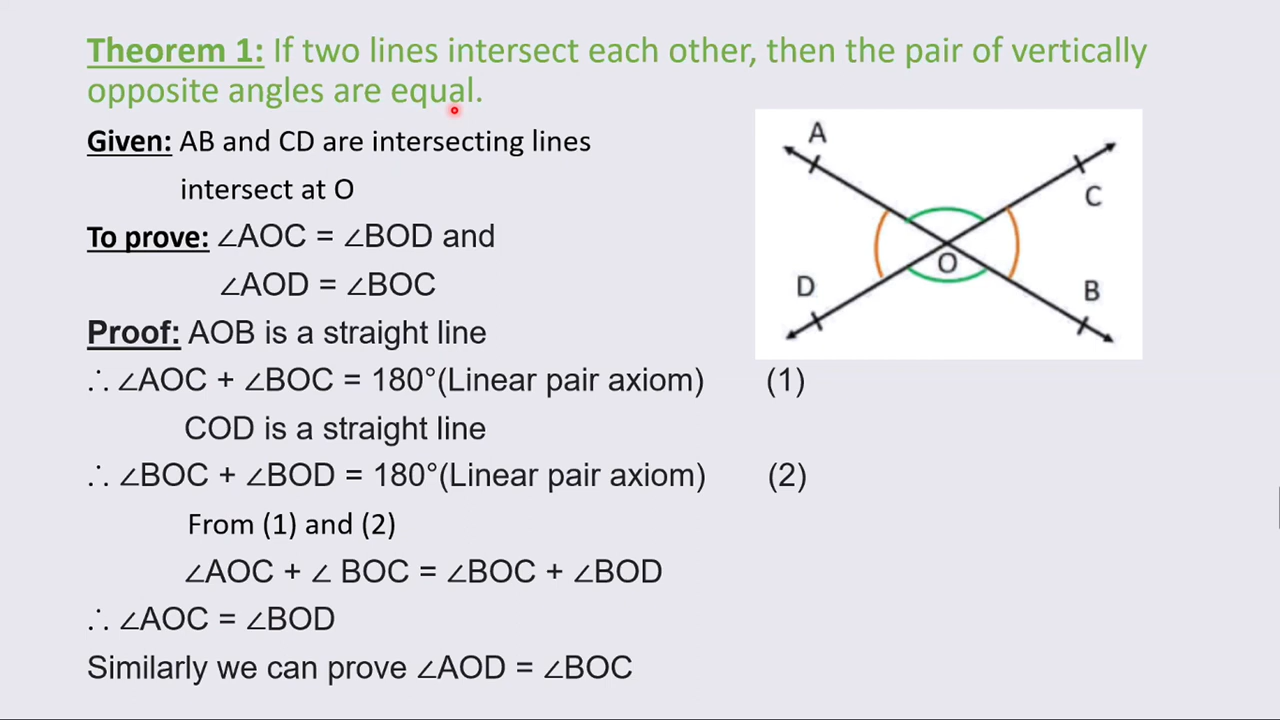 Theorem 1: If two lines intersect each other, then the pair of vertically
opposite angles are equal.
Given: AB and CD are intersecting lines
intersect at O
To prove: ∠AOC = ∠BOD and
∠AOD = ∠BOC
Proof: AOB is a straight line
∴ ∠AOC + ∠BOC = 180°(Linear pair axiom) (1)
COD is a straight line
∴ ∠BOC + ∠BOD = 180°(Linear pair axiom) (2)
From (1) and (2)
∠AOC + ∠ BOC = ∠BOC + ∠BOD
∴ ∠AOC = ∠BOD
Similarly we can prove ∠AOD = ∠BOC
A
C
O
D
B